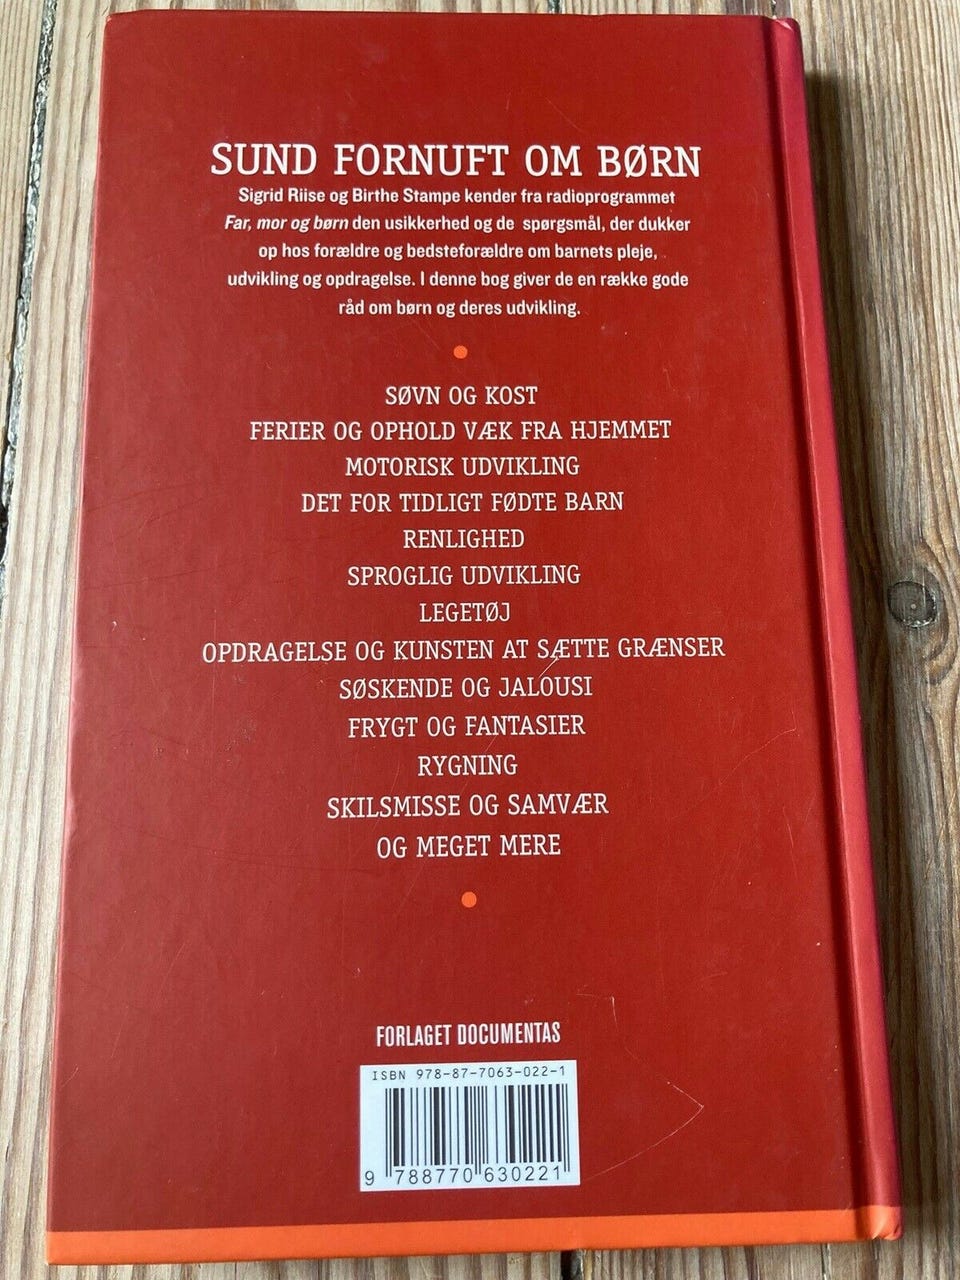 SUND FORNUFT OM BØRN
Sigrid Riise og Birthe Stampe kender fra radioprogrammet
Far, mor og børn den usikkerhed og de spørgsmål, der dukker
op hos forældre og bedsteforældre om barnets pleje,
udvikling og opdragelse. I denne bog giver de en række gode
råd om børn og deres udvikling.
SØVN OG KOST
FERIER OG OPHOLD VÆK FRA HJEMMET
MOTORISK UDVIKLING
DET FOR TIDLIGT FØDTE BARN
RENLIGHED
SPROGLIG UDVIKLING
LEGETØJ
OPDRAGELSE OG KUNSTEN AT SÆTTE GRÆNSER
SØSKENDE OG JALOUSI
FRYGT OG FANTASIER
RYGNING
SKILSMISSE OG SAMVÆR
OG MEGET MERE
FORLAGET DOCUMENTAS
ISBN 978-87-7063-022-1
9 788770 630221